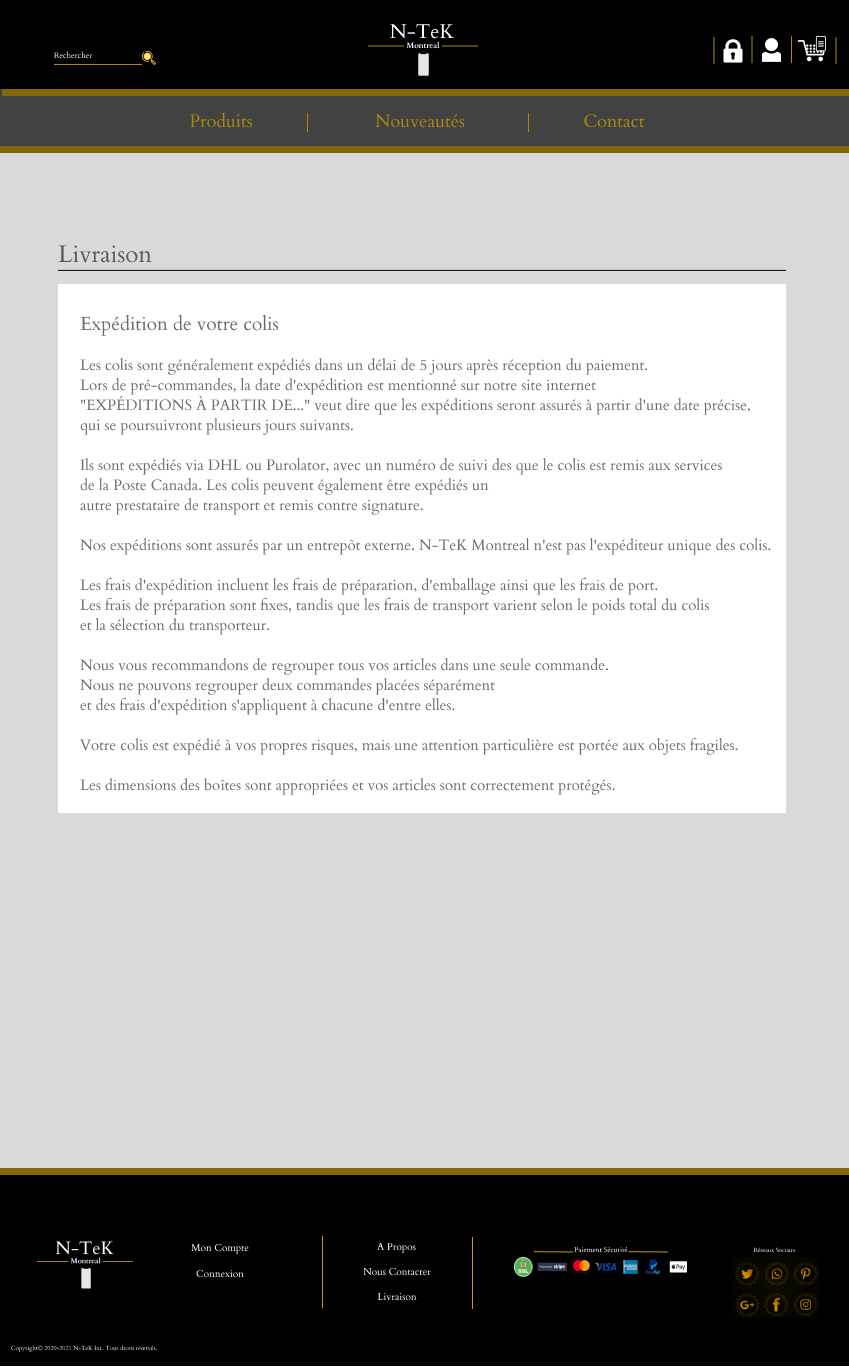 N-TeK
Montreal
Rechercher
Produits
Nouveautés
Contact
Livraison
Expédition de votre colis
Les colis sont généralement expédiés dans un délai de 5 jours après réception du paiement.
Lors de pré-commandes, la date d'expédition est mentionné sur notre site internet
"EXPÉDITIONS À PARTIR DE..." veut dire que les expéditions seront assurés à partir d'une date précise,
qui se poursuivront plusieurs jours suivants.
Ils sont expédiés via DHL ou Purolator, avec un numéro de suivi des que le colis est remis aux services
de la Poste Canada. Les colis peuvent également être expédiés un
autre prestataire de transport et remis contre signature.
Nos expéditions sont assurés par un entrepôt externe. N-TeK Montreal n'est pas l'expéditeur unique des colis.
Les frais d'expédition incluent les frais de préparation, d'emballage ainsi que les frais de port.
Les frais de préparation sont fixes, tandis que les frais de transport varient selon le poids total du colis
et la sélection du transporteur.
Nous vous recommandons de regrouper tous vos articles dans une seule commande.
Nous ne pouvons regrouper deux commandes placées séparément
et des frais d'expédition s'appliquent à chacune d'entre elles.
Votre colis est expédié à vos propres risques, mais une attention particulière est portée aux objets fragiles.
Les dimensions des boîtes sont appropriées et vos articles sont correctement protégés.
N-TeK
Montreal
Mon Compte
Connexion
A Propos
Nous Contacter
Livraison
Paiement Sécurisé
SSL
stripe
VISA
PayPal
Pay
Réseaux Sociaux
G+
Copyright© 2020-2021 N-TeK Inc. Tous droits réservés.